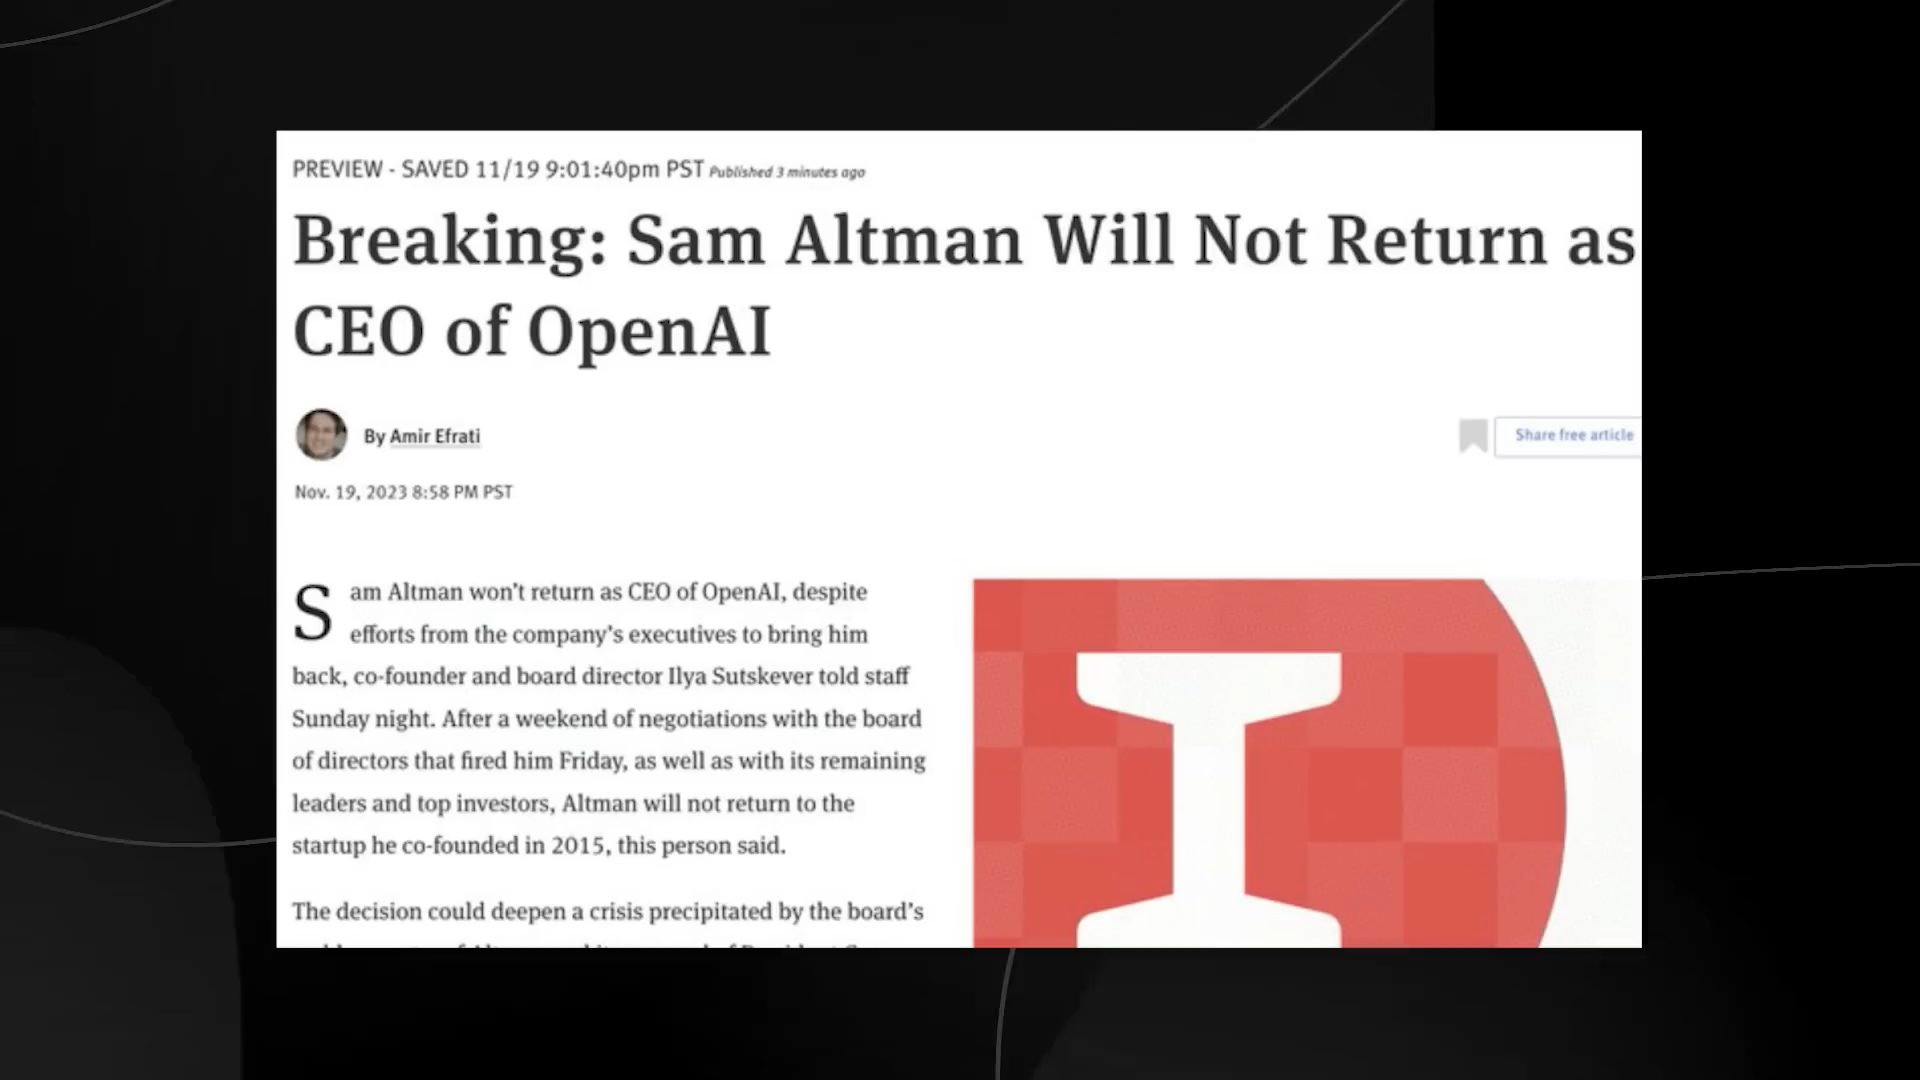 PREVIEW - SAVED 11/19 9:01:40pm PST Published 3 minutes ago
Breaking: Sam Altman Will Not Return as
CEO of OpenAI
By Amir Efrati
Share free article
Nov. 19, 2023 8:58 PM PST
Sam Altman won’t return as CEO of OpenAI, despite
efforts from the company’s executives to bring him
back, co-founder and board director Ilya Sutskever told staff
Sunday night. After a weekend of negotiations with the board
of directors that fired him Friday, as well as with its remaining
leaders and top investors, Altman will not return to the
startup he co-founded in 2015, this person said.
The decision could deepen a crisis precipitated by the board’s